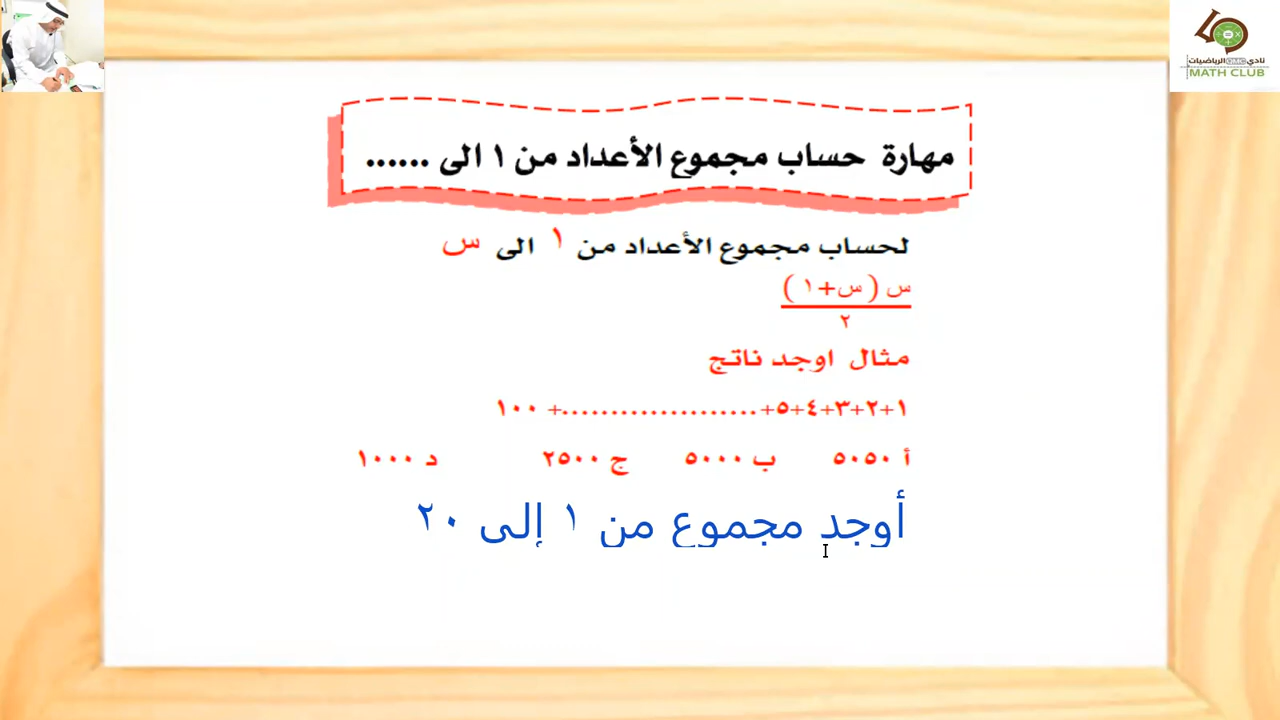 نادي QMC الرياضيات
MATH CLUB
مهارة حساب مجموع الأعداد من ١ الى ......
لحساب مجموع الأعداد من ١ الى س
س ( س+١ )
٢
مثال اوجد ناتج
١+٢+٣+٤+٥+....................+ ١٠٠
أ ٥٠٥٠ ب ٥٠٠٠ ج ٢٥٠٠ د ١٠٠٠
أوجد مجموع من ١ إلى ٢٠